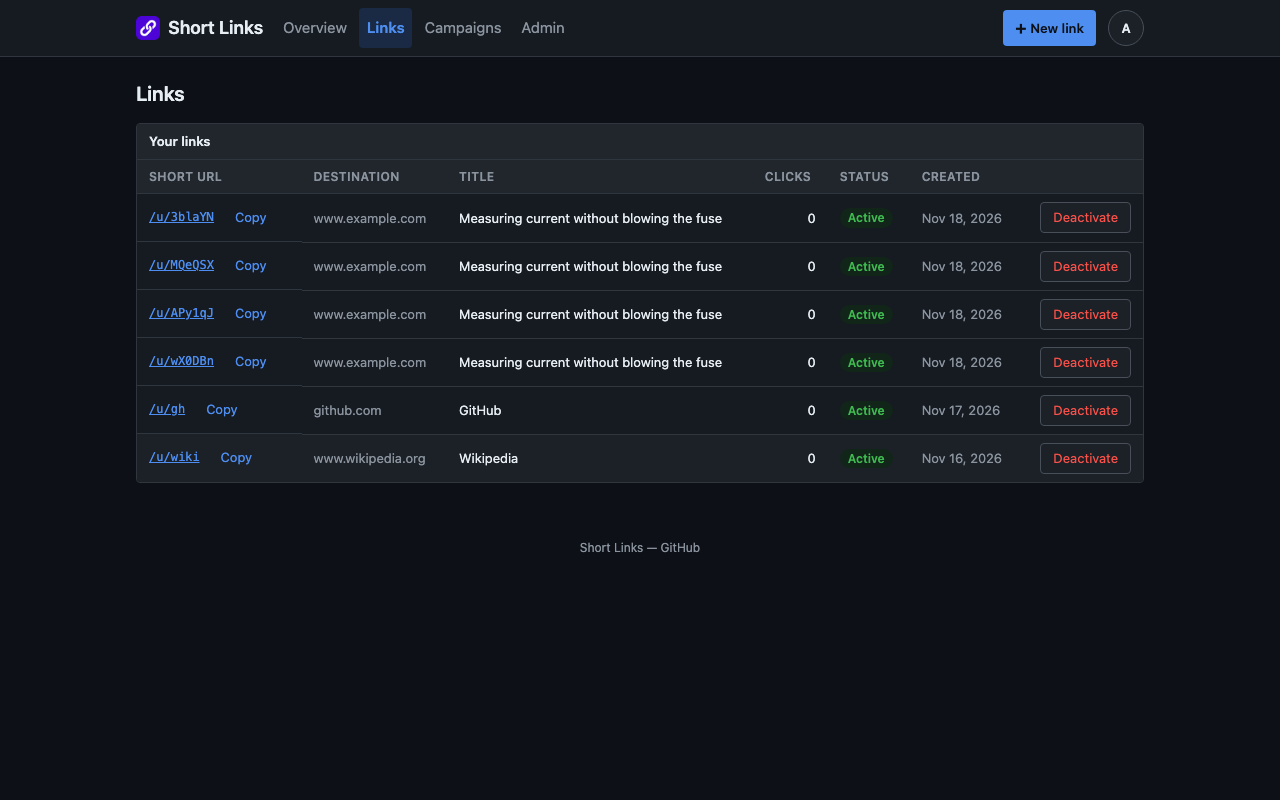 Short Links Overview Links Campaigns Admin + New link A
Links
Your links
SHORT URL DESTINATION TITLE CLICKS STATUS CREATED
/u/3blaYN Copy www.example.com Measuring current without blowing the fuse 0 Active Nov 18, 2026 Deactivate
/u/MQeQSX Copy www.example.com Measuring current without blowing the fuse 0 Active Nov 18, 2026 Deactivate
/u/APy1qJ Copy www.example.com Measuring current without blowing the fuse 0 Active Nov 18, 2026 Deactivate
/u/wX0DBn Copy www.example.com Measuring current without blowing the fuse 0 Active Nov 18, 2026 Deactivate
/u/gh Copy github.com GitHub 0 Active Nov 17, 2026 Deactivate
/u/wiki Copy www.wikipedia.org Wikipedia 0 Active Nov 16, 2026 Deactivate
Short Links — GitHub